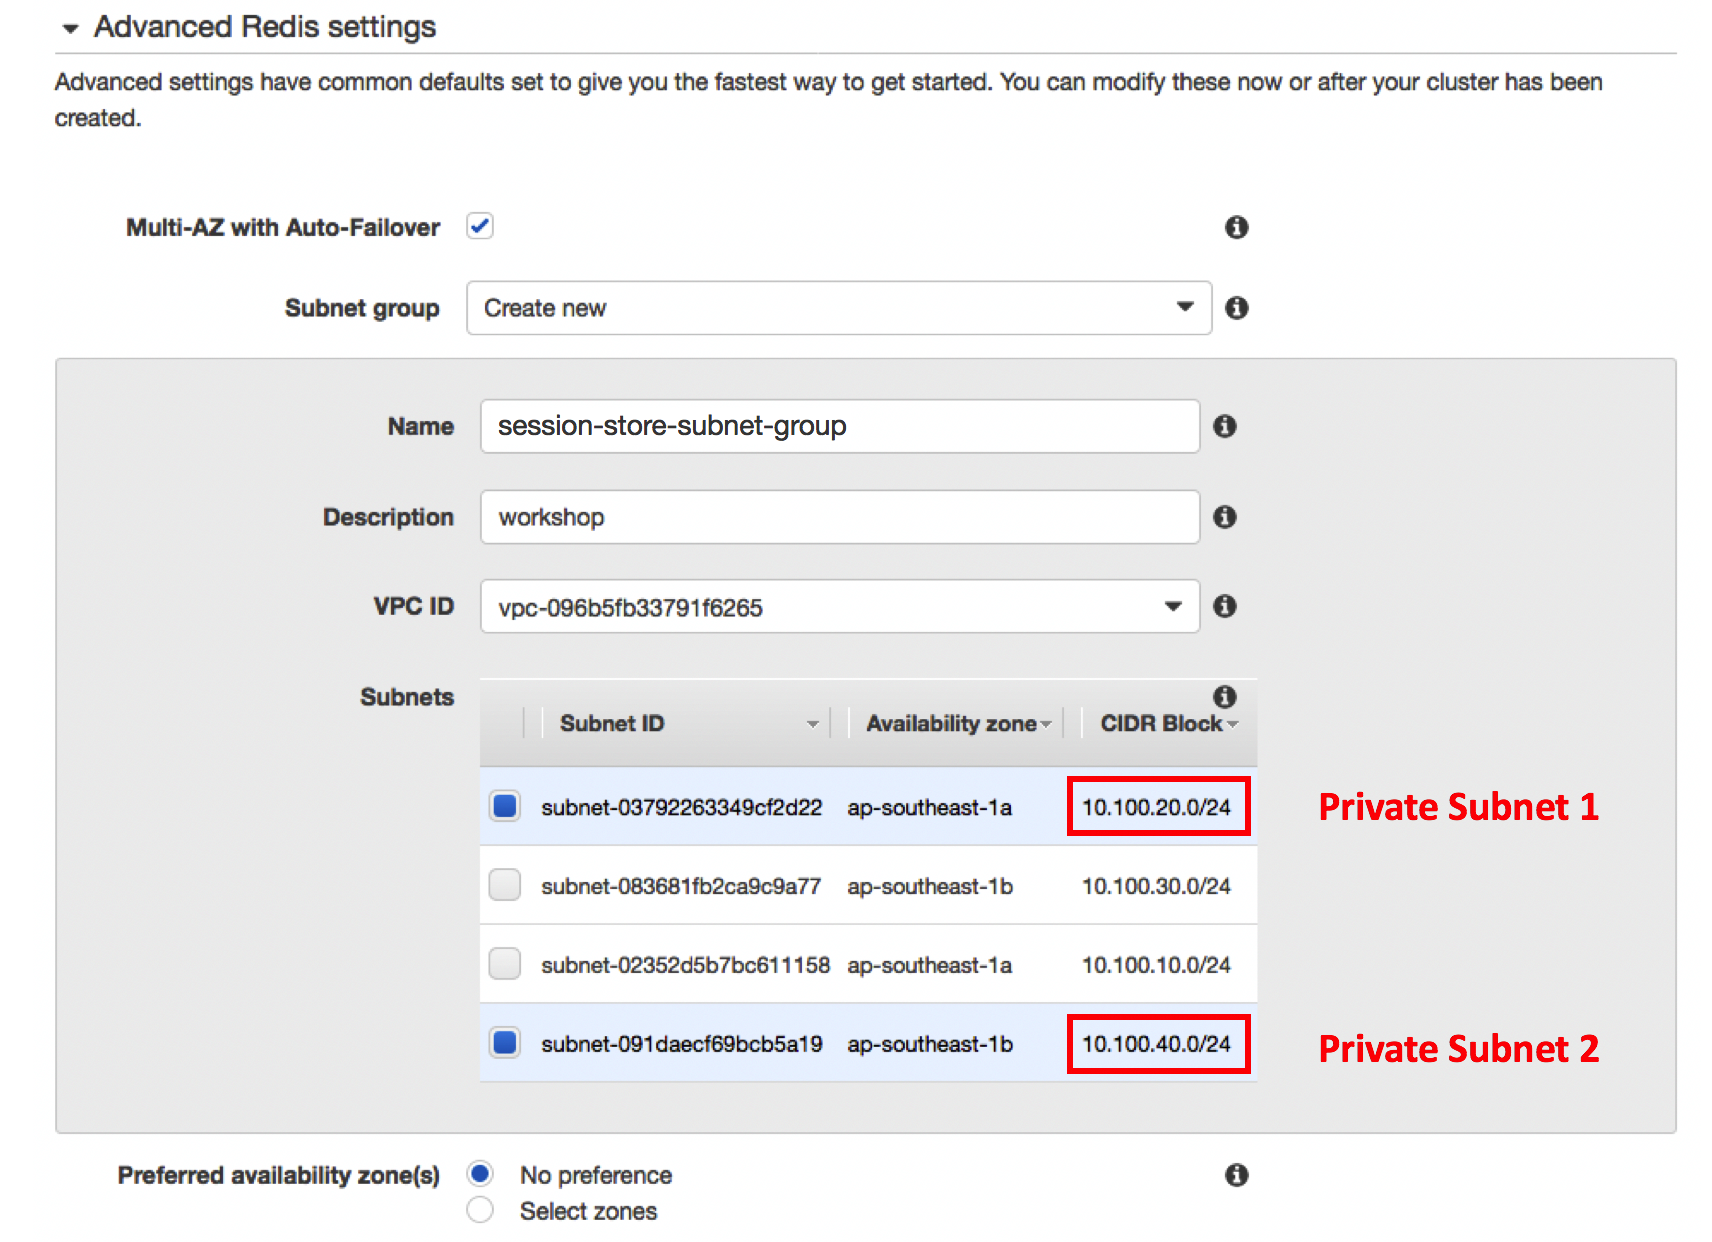 Advanced Redis settings
Advanced settings have common defaults set to give you the fastest way to get started. You can modify these now or after your cluster has been
created.
Multi-AZ with Auto-Failover
Subnet group Create new
Name session-store-subnet-group
Description workshop
VPC ID vpc-096b5fb33791f6265
Subnets
Subnet ID Availability zone CIDR Block
subnet-03792263349cf2d22 ap-southeast-1a 10.100.20.0/24 Private Subnet 1
subnet-083681fb2ca9c9a77 ap-southeast-1b 10.100.30.0/24
subnet-02352d5b7bc611158 ap-southeast-1a 10.100.10.0/24
subnet-091daecf69bcb5a19 ap-southeast-1b 10.100.40.0/24 Private Subnet 2
Preferred availability zone(s) No preference
Select zones